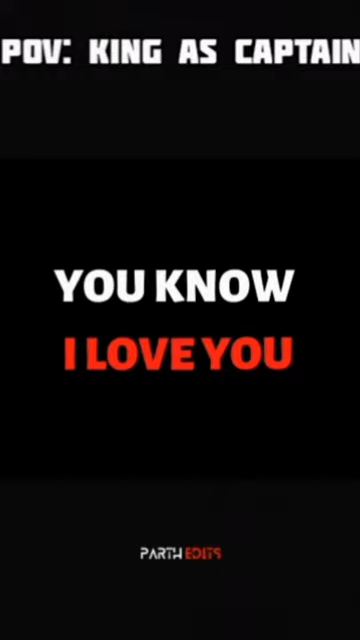 POV: KING AS CAPTAIN
YOU KNOW
I LOVE YOU
PARTH EDITS